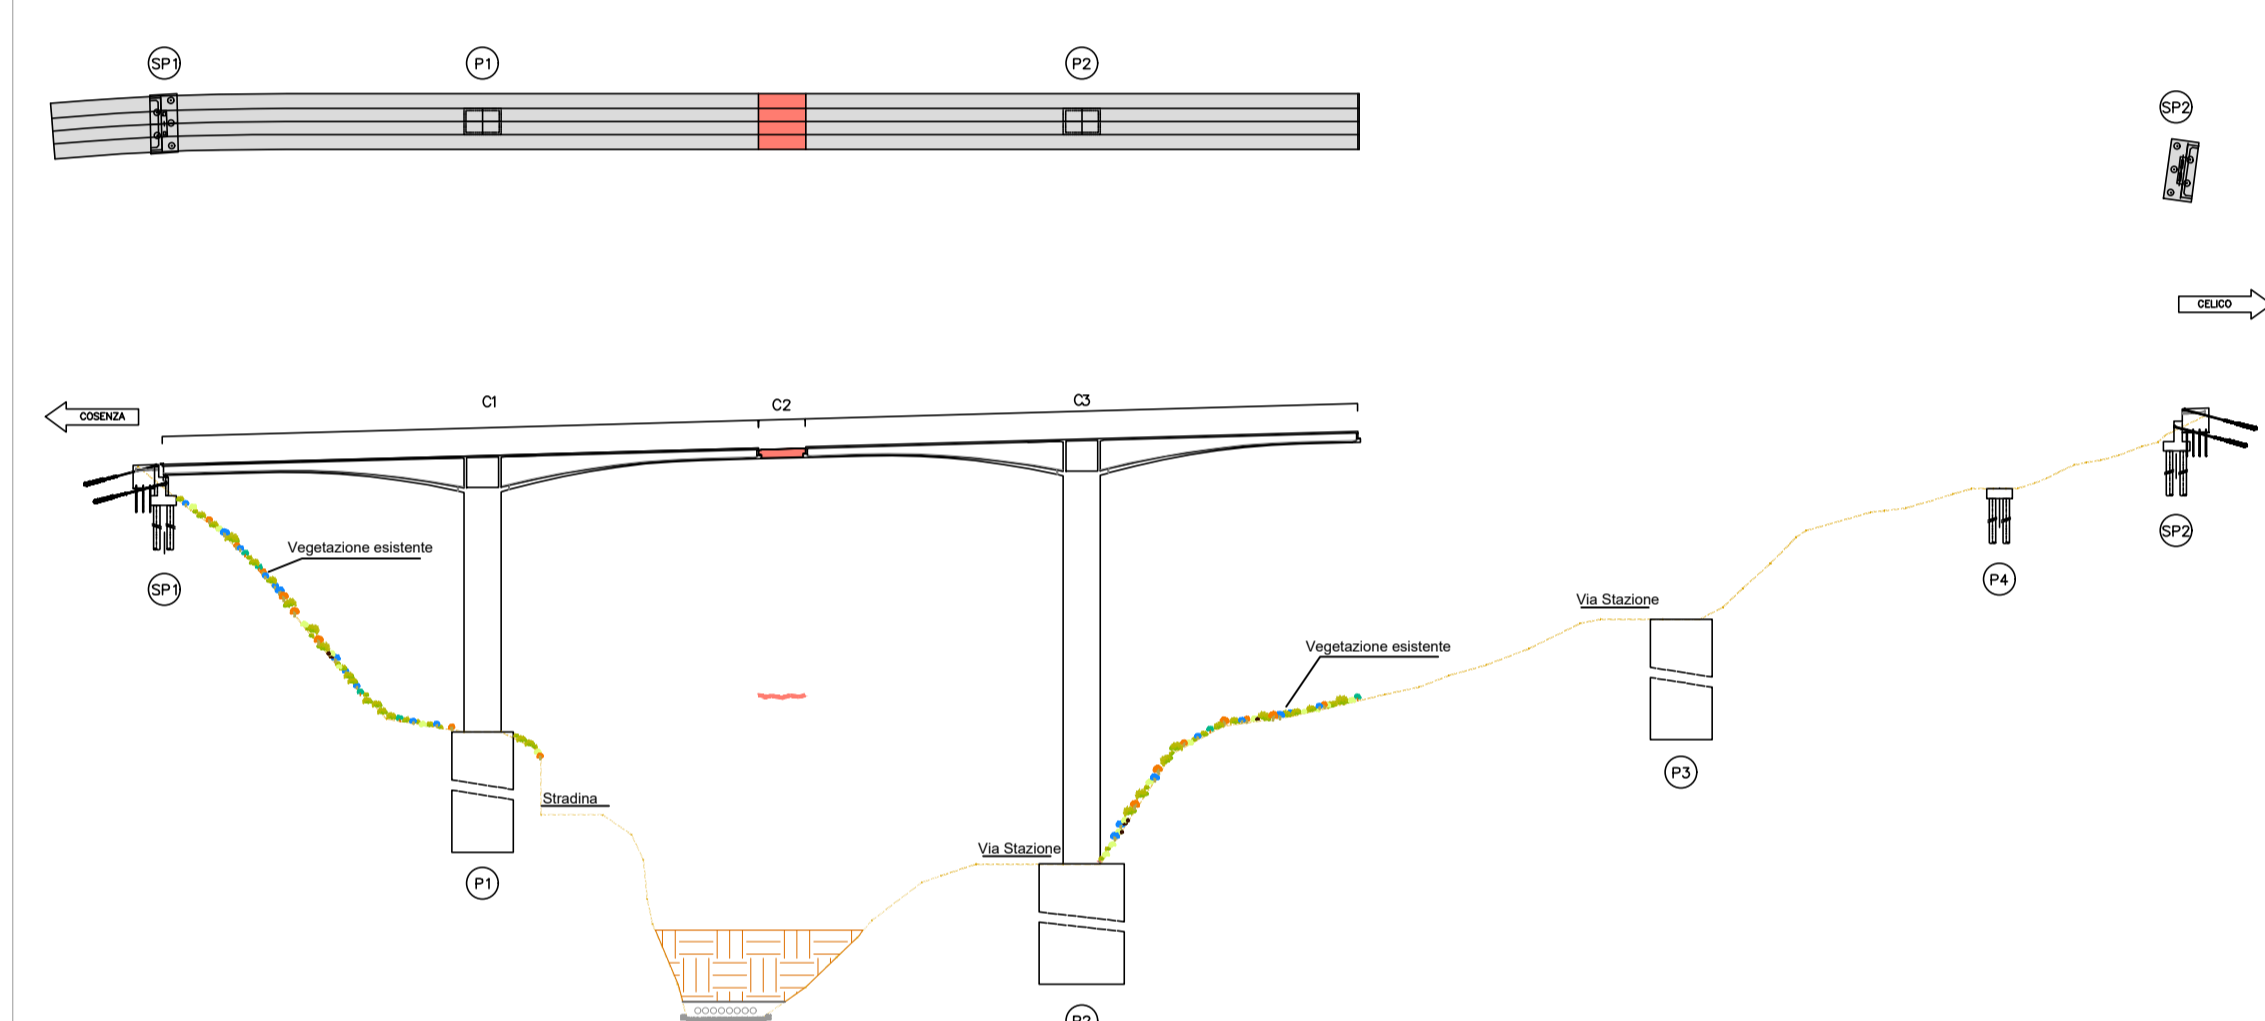 SP1
P1
P2
SP2
CELICO
COSENZA
C1
C2
C3
Vegetazione esistente
SP1
SP2
P4
Via Stazione
Vegetazione esistente
P3
Stradina
Via Stazione
P1
P2